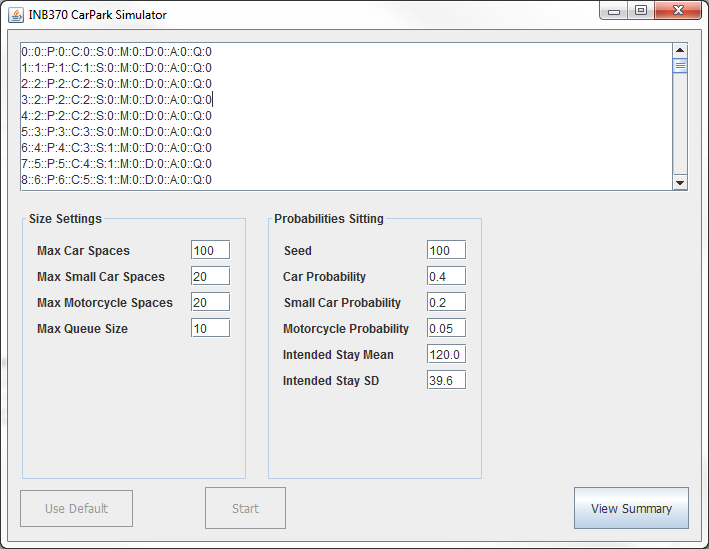 INB370 CarPark Simulator
0::0::P:0::C:0::S:0::M:0::D:0::A:0::Q:0
1::1::P:1::C:1::S:0::M:0::D:0::A:0::Q:0
2::2::P:2::C:2::S:0::M:0::D:0::A:0::Q:0
3::2::P:2::C:2::S:0::M:0::D:0::A:0::Q:0
4::2::P:2::C:2::S:0::M:0::D:0::A:0::Q:0
5::3::P:3::C:3::S:0::M:0::D:0::A:0::Q:0
6::4::P:4::C:3::S:1::M:0::D:0::A:0::Q:0
7::5::P:5::C:4::S:1::M:0::D:0::A:0::Q:0
8::6::P:6::C:5::S:1::M:0::D:0::A:0::Q:0
Size Settings
Max Car Spaces 100
Max Small Car Spaces 20
Max Motorcycle Spaces 20
Max Queue Size 10
Probabilities Sitting
Seed 100
Car Probability 0.4
Small Car Probability 0.2
Motorcycle Probability 0.05
Intended Stay Mean 120.0
Intended Stay SD 39.6
Use Default
Start
View Summary